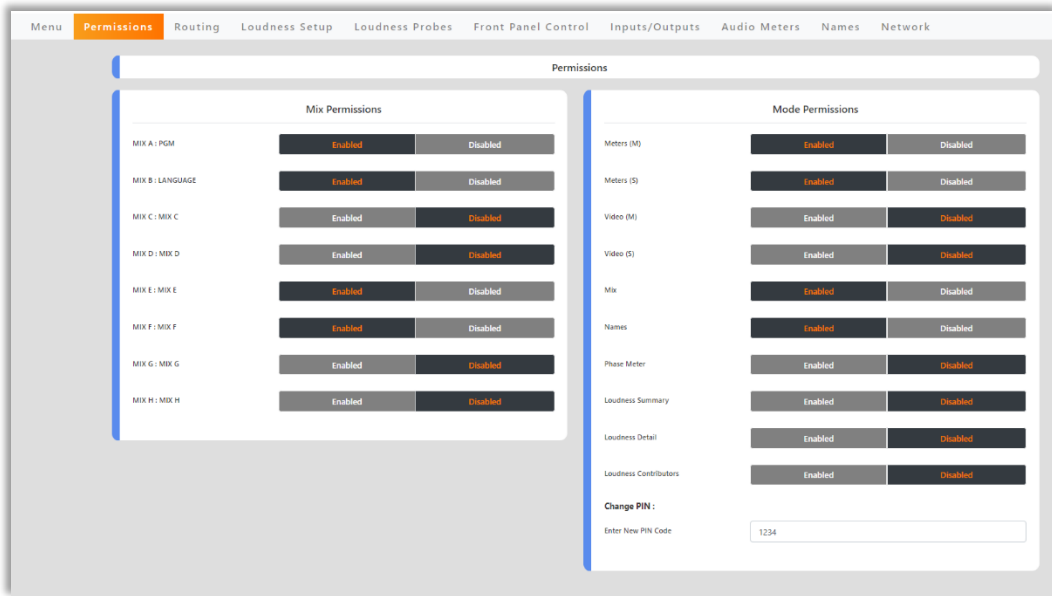 Menu Permissions Routing Loudness Setup Loudness Probes Front Panel Control Inputs/Outputs Audio Meters Names Network
Permissions
Mix Permissions
MIX A : PGM Enabled Disabled
MIX B : LANGUAGE Enabled Disabled
MIX C : MIX C Enabled Disabled
MIX D : MIX D Enabled Disabled
MIX E : MIX E Enabled Disabled
MIX F : MIX F Enabled Disabled
MIX G : MIX G Enabled Disabled
MIX H : MIX H Enabled Disabled
Mode Permissions
Meters (M) Enabled Disabled
Meters (S) Enabled Disabled
Video (M) Enabled Disabled
Video (S) Enabled Disabled
Mix Enabled Disabled
Names Enabled Disabled
Phase Meter Enabled Disabled
Loudness Summary Enabled Disabled
Loudness Detail Enabled Disabled
Loudness Contributors Enabled Disabled
Change PIN :
Enter New PIN Code 1234